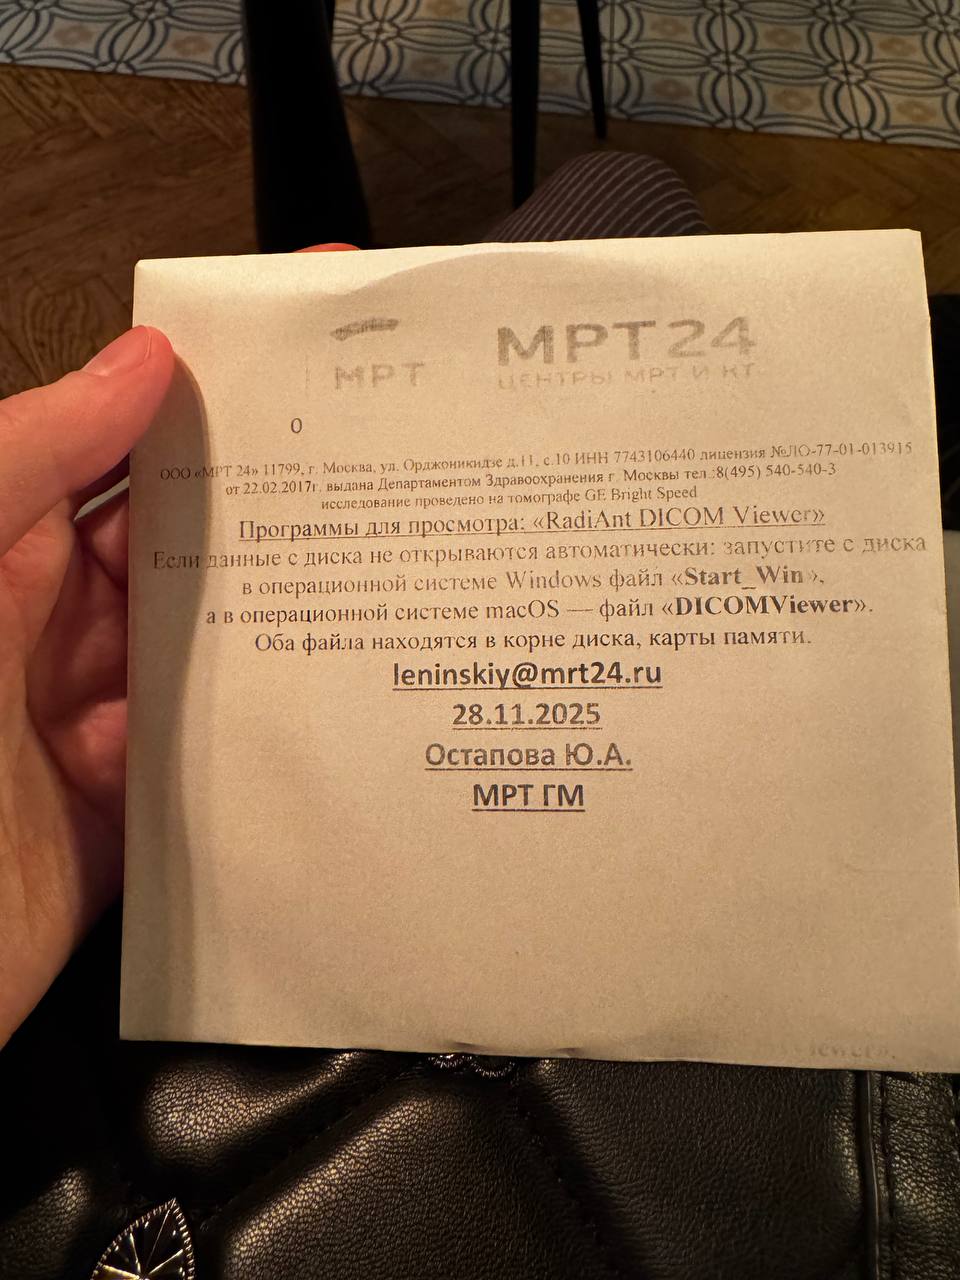 МРТ
МРТ24
ЦЕНТРЫ МРТ И КТ
0
ООО «МРТ 24» 11799, г. Москва, ул. Орджоникидзе д.11, с.10 ИНН 7743106440 лицензия №ЛО-77-01-013915
от 22.02.2017г. выдана Департаментом Здравоохранения г. Москвы тел.:8(495) 540-540-3
исследование проведено на томографе GE Bright Speed
Программы для просмотра: «RadiAnt DICOM Viewer»
Если данные с диска не открываются автоматически: запустите с диска
в операционной системе Windows файл «Start_Win»,
а в операционной системе macOS — файл «DICOMViewer».
Оба файла находятся в корне диска, карты памяти.
leninskiy@mrt24.ru
28.11.2025
Остапова Ю.А.
МРТ ГМ